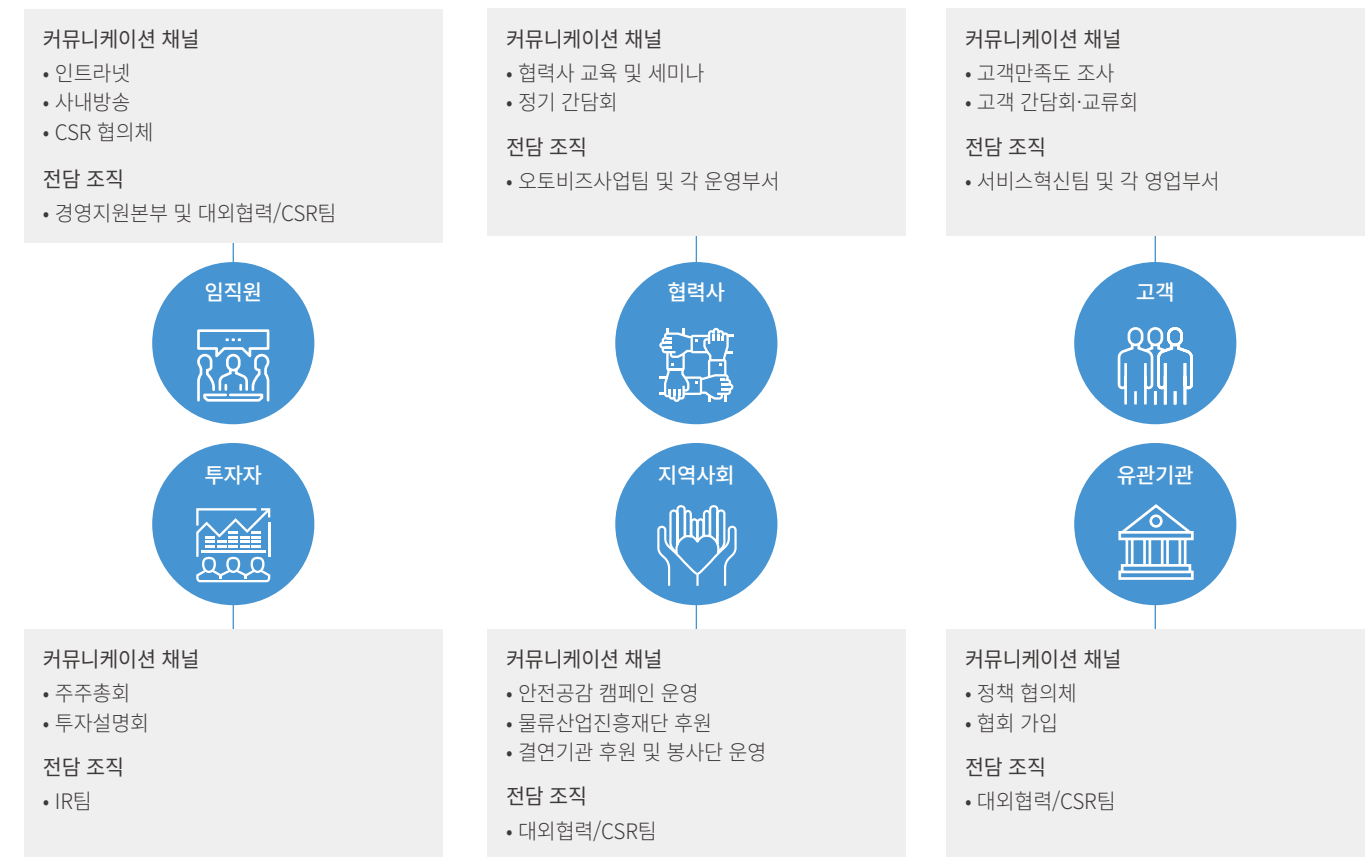 커뮤니케이션 채널
• 인트라넷
• 사내방송
• CSR 협의체
전담 조직
• 경영지원본부 및 대외협력/CSR팀
임직원
커뮤니케이션 채널
• 협력사 교육 및 세미나
• 정기 간담회
전담 조직
• 오토비즈사업팀 및 각 운영부서
협력사
커뮤니케이션 채널
• 고객만족도 조사
• 고객 간담회·교류회
전담 조직
• 서비스혁신팀 및 각 영업부서
고객
투자자
커뮤니케이션 채널
• 주주총회
• 투자설명회
전담 조직
• IR팀
지역사회
커뮤니케이션 채널
• 안전공감 캠페인 운영
• 물류산업진흥재단 후원
• 결연기관 후원 및 봉사단 운영
전담 조직
• 대외협력/CSR팀
유관기관
커뮤니케이션 채널
• 정책 협의체
• 협회 가입
전담 조직
• 대외협력/CSR팀